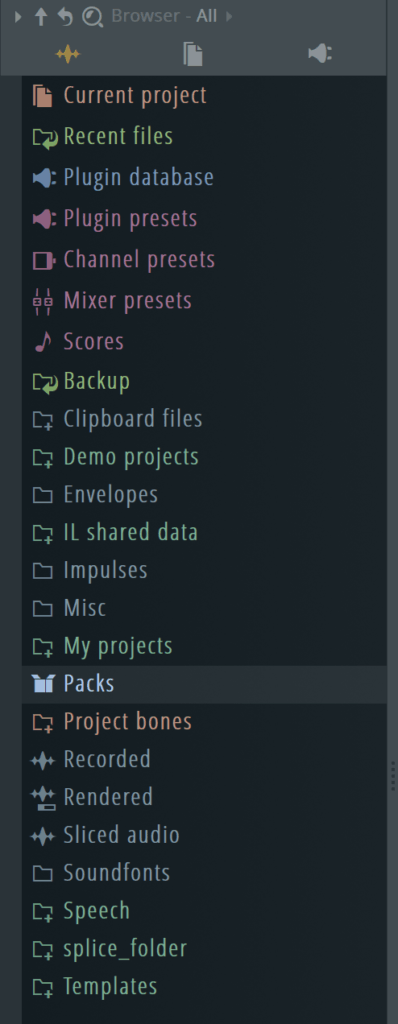 Browser - All
Current project
Recent files
Plugin database
Plugin presets
Channel presets
Mixer presets
Scores
Backup
Clipboard files
Demo projects
Envelopes
IL shared data
Impulses
Misc
My projects
Packs
Project bones
Recorded
Rendered
Sliced audio
Soundfonts
Speech
splice_folder
Templates